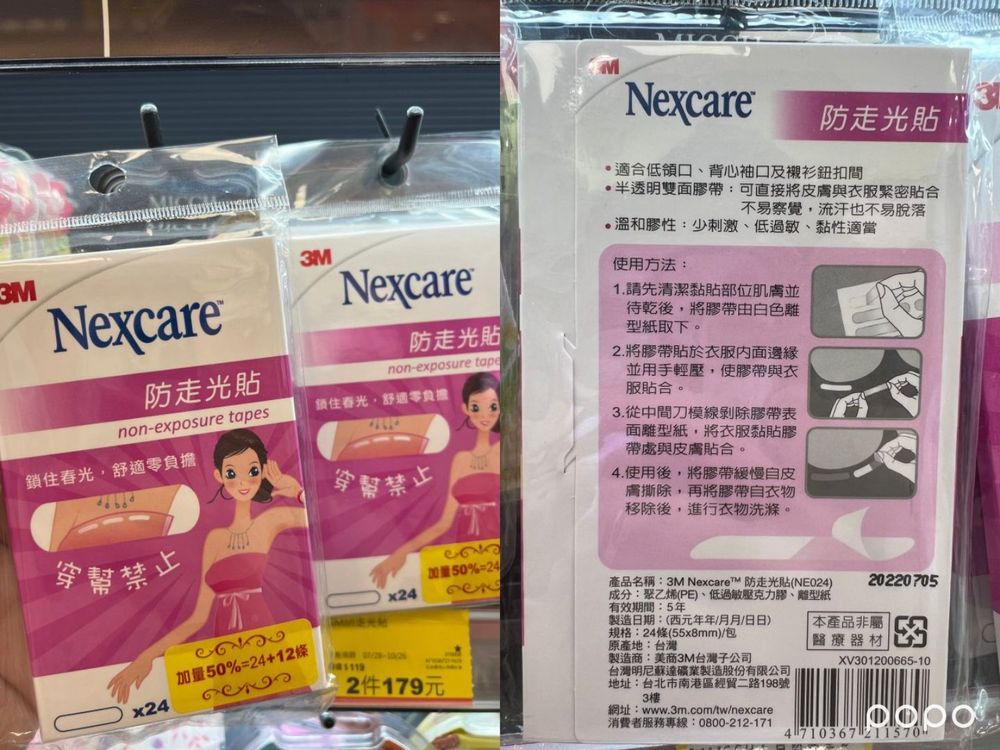 3M
Nexcare™
防走光貼
non-exposure tapes
鎖住春光，舒適零負擔
穿幫禁止
加量50%=24+12條
x24
3M
Nexcare
防走光貼
non-exposure tape
鎖住春光，舒適零負擔
穿幫禁止
加量50%=24
x24
07/28~10/26
$119
2件179元
3M
Nexcare™
防走光貼
•適合低領口、背心袖口及襯衫鈕扣間
•半透明雙面膠帶：可直接將皮膚與衣服緊密貼合
不易察覺，流汗也不易脫落
•溫和膠性：少刺激、低過敏、黏性適當
使用方法：
1.請先清潔黏貼部位肌膚並
待乾後，將膠帶由白色離
型紙取下。
2.將膠帶貼於衣服內面邊緣
並用手輕壓，使膠帶與衣
服貼合。
3.從中間刀模線剝除膠帶表
面離型紙，將衣服黏貼膠
帶處與皮膚貼合。
4.使用後，將膠帶緩慢自皮
膚撕除，再將膠帶自衣物
移除後，進行衣物洗滌。
產品名稱：3M Nexcare™ 防走光貼(NE024)
20220705
成分：聚乙烯(PE)、低過敏壓克力膠、離型紙
有效期間：5年
製造日期：(西元年年/月月/日日)
規格：24條(55x8mm)/包
原產地：台灣
製造商：美商3M台灣子公司
台灣明尼蘇達礦業製造股份有限公司
地址：台北市南港區經貿二路198號
3樓
網址：www.3m.com/tw/nexcare
消費者服務專線：0800-212-171
本產品非屬
醫療器材
XV301200665-10
4 710367 211570
popo